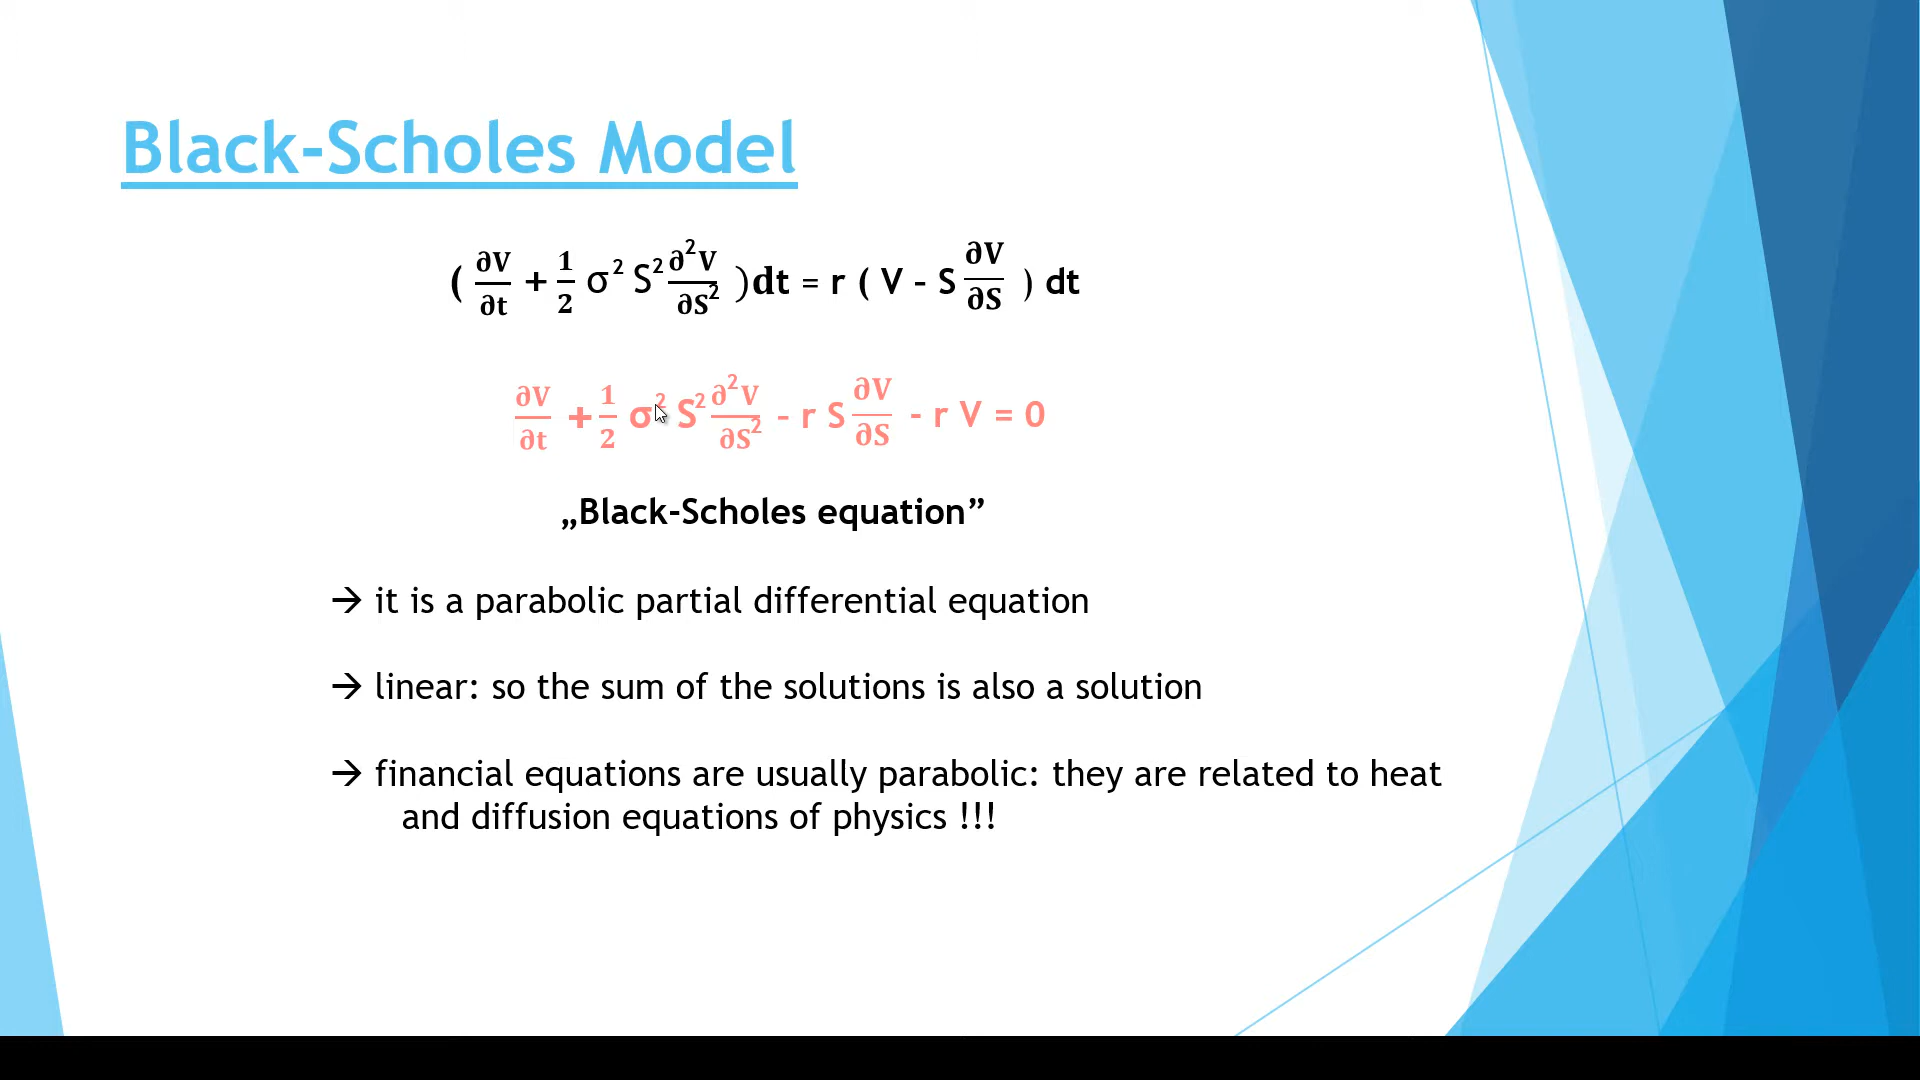 Black-Scholes Model
( ∂V/∂t + 1/2 σ² S² ∂²V/∂S² )dt = r ( V – S ∂V/∂S ) dt
∂V/∂t + 1/2 σ² S² ∂²V/∂S² – r S ∂V/∂S - r V = 0
„Black-Scholes equation”
→ it is a parabolic partial differential equation
→ linear: so the sum of the solutions is also a solution
→ financial equations are usually parabolic: they are related to heat
and diffusion equations of physics !!!